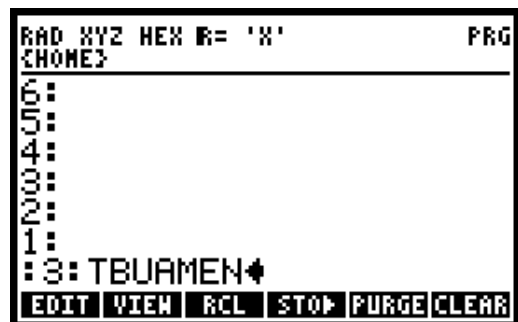 RAD XYZ HEX R= 'X' PRG
{HOME}
6:
5:
4:
3:
2:
1:
:3:TBUAMEN◆
EDIT VIEW RCL STO▶ PURGE CLEAR